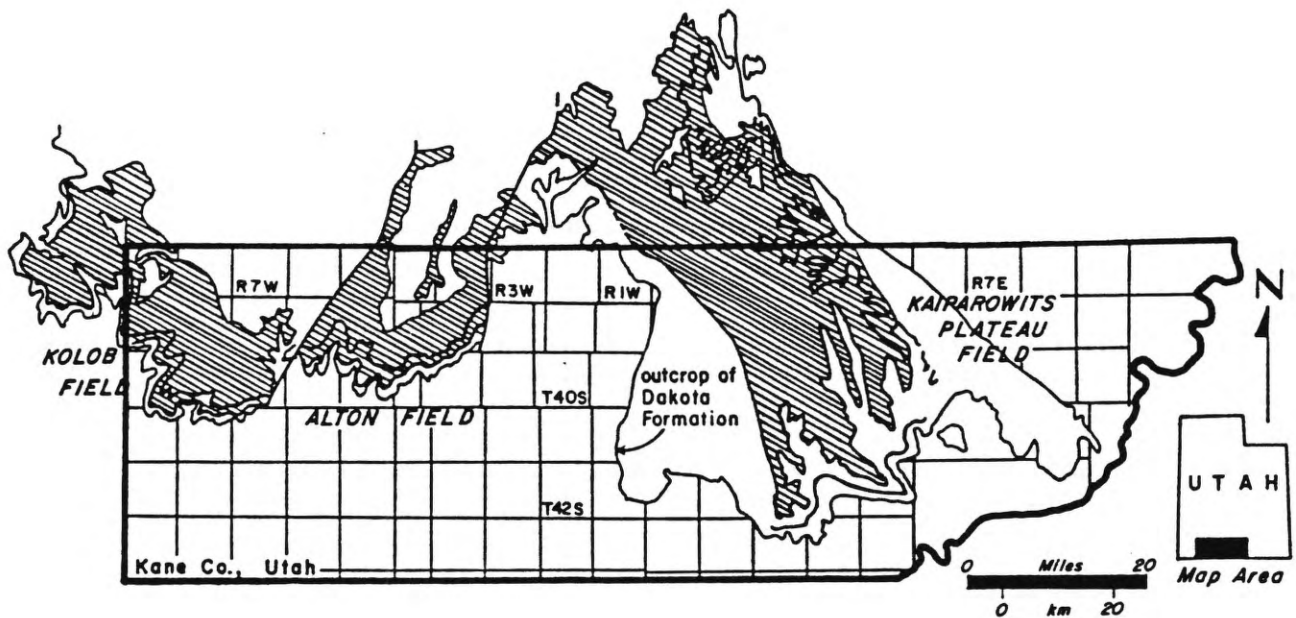 R7W
R3W
R1W
R7E
KAIPAROWITS
PLATEAU
FIELD
N
KOLOB
FIELD
outcrop of
Dakota
Formation
T40S
ALTON FIELD
T42S
UTAH
Kane Co., Utah
0 Miles 20
0 km 20
Map Area